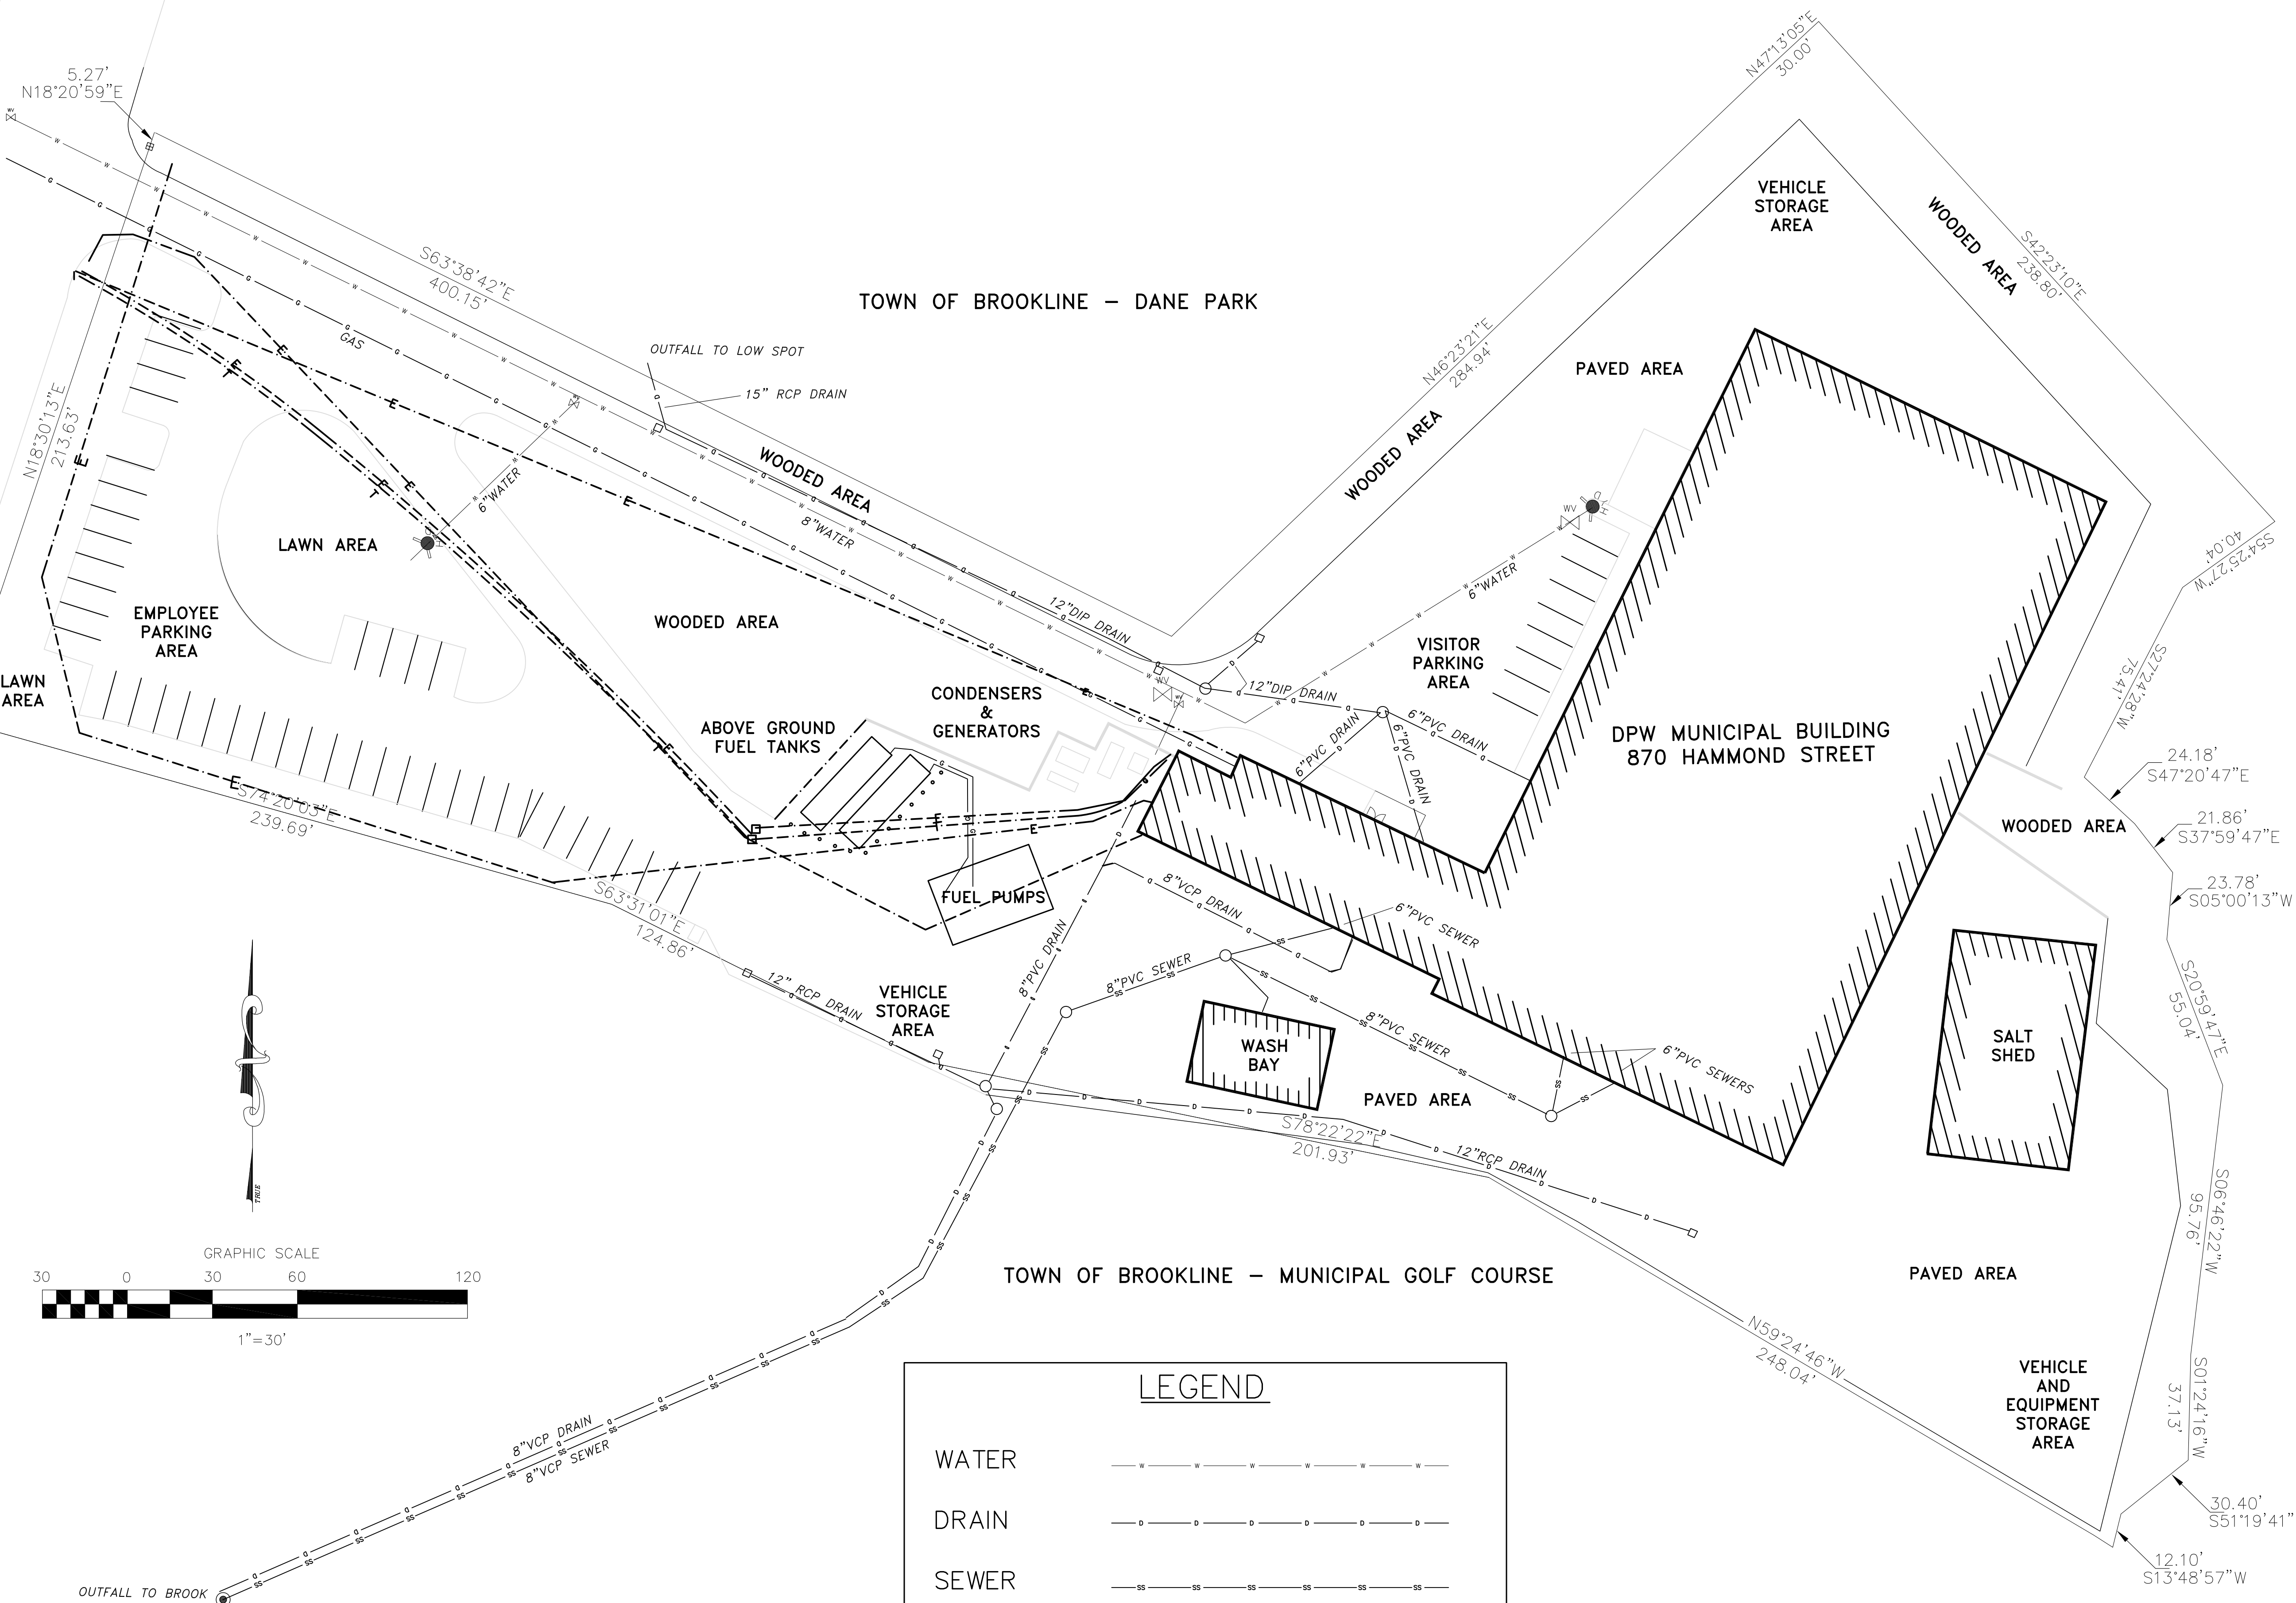 N47°13'05"E
30.00'
5.27'
N18°20'59"E
WV
VEHICLE
STORAGE
AREA
WOODED AREA
S42°23'10"E
238.80'
S63°38'42"E
400.15'
TOWN OF BROOKLINE – DANE PARK
GAS
OUTFALL TO LOW SPOT
15" RCP DRAIN
N46°23'21"E
284.94'
PAVED AREA
WOODED AREA
N18°30'13"E
213.63'
WOODED AREA
6"WATER
8"WATER
HYD
WV
HYD
LAWN AREA
S54°25'27"W
40.04'
6"WATER
12"DIP DRAIN
EMPLOYEE
PARKING
AREA
WOODED AREA
VISITOR
PARKING
AREA
S27°24'28"W
75.41'
LAWN
AREA
WV
12"DIP DRAIN
CONDENSERS
&
GENERATORS
ABOVE GROUND
FUEL TANKS
6"PVC DRAIN
6"PVC DRAIN
6"PVC DRAIN
DPW MUNICIPAL BUILDING
870 HAMMOND STREET
24.18'
S47°20'47"E
S74°20'03"E
239.69'
21.86'
S37°59'47"E
WOODED AREA
23.78'
S05°00'13"W
FUEL PUMPS
8"VCP DRAIN
6"PVC SEWER
S63°31'01"E
124.86'
8"PVC DRAIN
8"PVC SEWER
12" RCP DRAIN
VEHICLE
STORAGE
AREA
8"PVC SEWER
WASH
BAY
6"PVC SEWERS
SALT
SHED
S20°59'47"E
55.04'
PAVED AREA
S78°22'22"E
201.93'
12"RCP DRAIN
TRUE
S06°46'22"W
95.76'
GRAPHIC SCALE
30 0 30 60 120
1"=30'
TOWN OF BROOKLINE – MUNICIPAL GOLF COURSE
PAVED AREA
N59°24'46"W
248.04'
VEHICLE
AND
EQUIPMENT
STORAGE
AREA
S01°24'16"W
37.13'
8"VCP DRAIN
8"VCP SEWER
30.40'
S51°19'41"
12.10'
S13°48'57"W
OUTFALL TO BROOK
LEGEND
WATER W W W W W W
DRAIN D D D D D D
SEWER SS SS SS SS SS SS